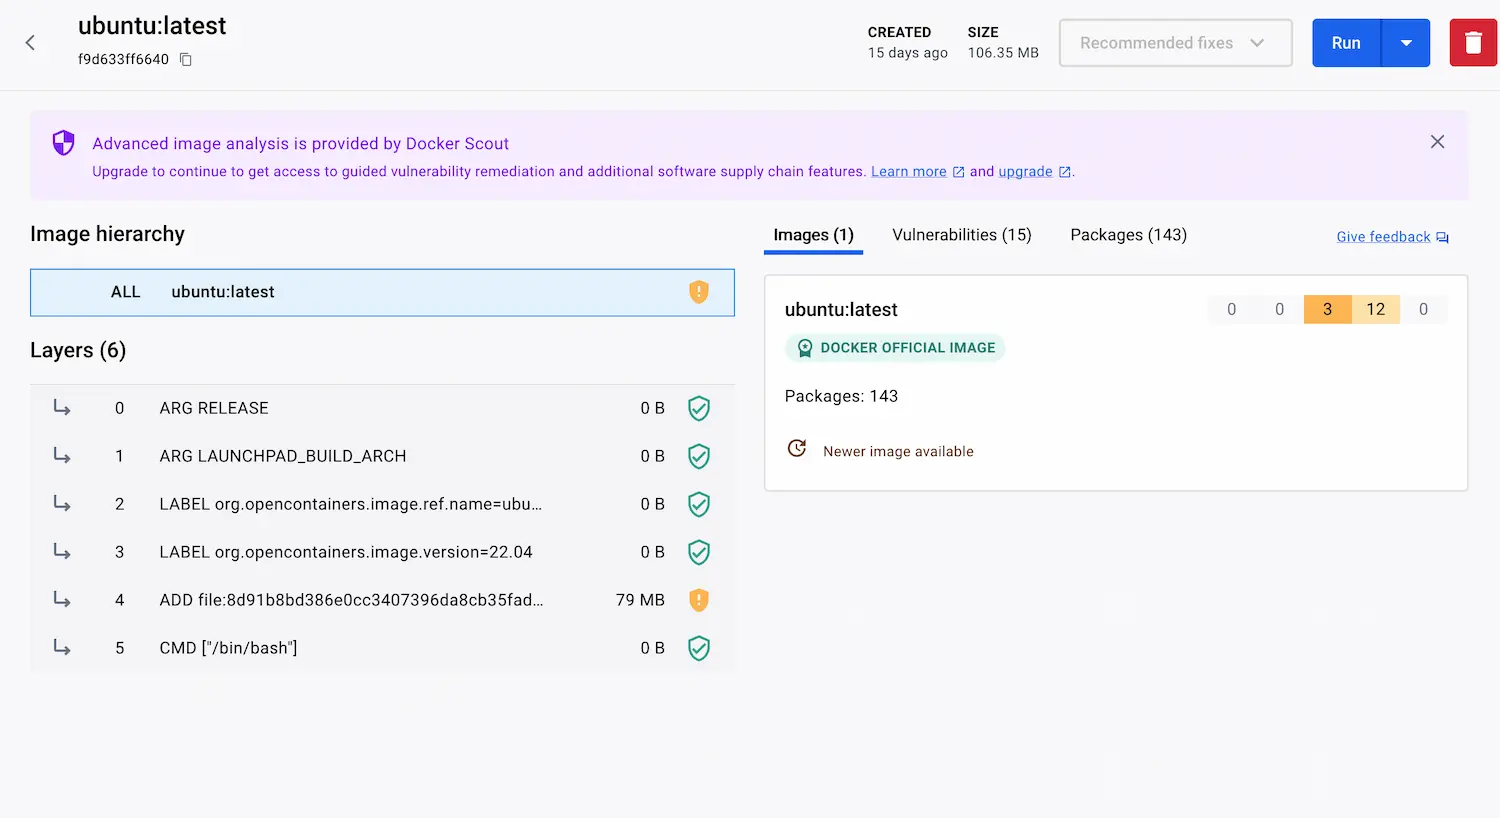 ubuntu:latest
f9d633ff6640
CREATED
15 days ago
SIZE
106.35 MB
Recommended fixes
Run
Advanced image analysis is provided by Docker Scout
Upgrade to continue to get access to guided vulnerability remediation and additional software supply chain features. Learn more and upgrade .
Image hierarchy
ALL ubuntu:latest
Layers (6)
0 ARG RELEASE 0 B
1 ARG LAUNCHPAD_BUILD_ARCH 0 B
2 LABEL org.opencontainers.image.ref.name=ubu... 0 B
3 LABEL org.opencontainers.image.version=22.04 0 B
4 ADD file:8d91b8bd386e0cc3407396da8cb35fad... 79 MB
5 CMD ["/bin/bash"] 0 B
Images (1) Vulnerabilities (15) Packages (143) Give feedback
ubuntu:latest 0 0 3 12 0
DOCKER OFFICIAL IMAGE
Packages: 143
Newer image available